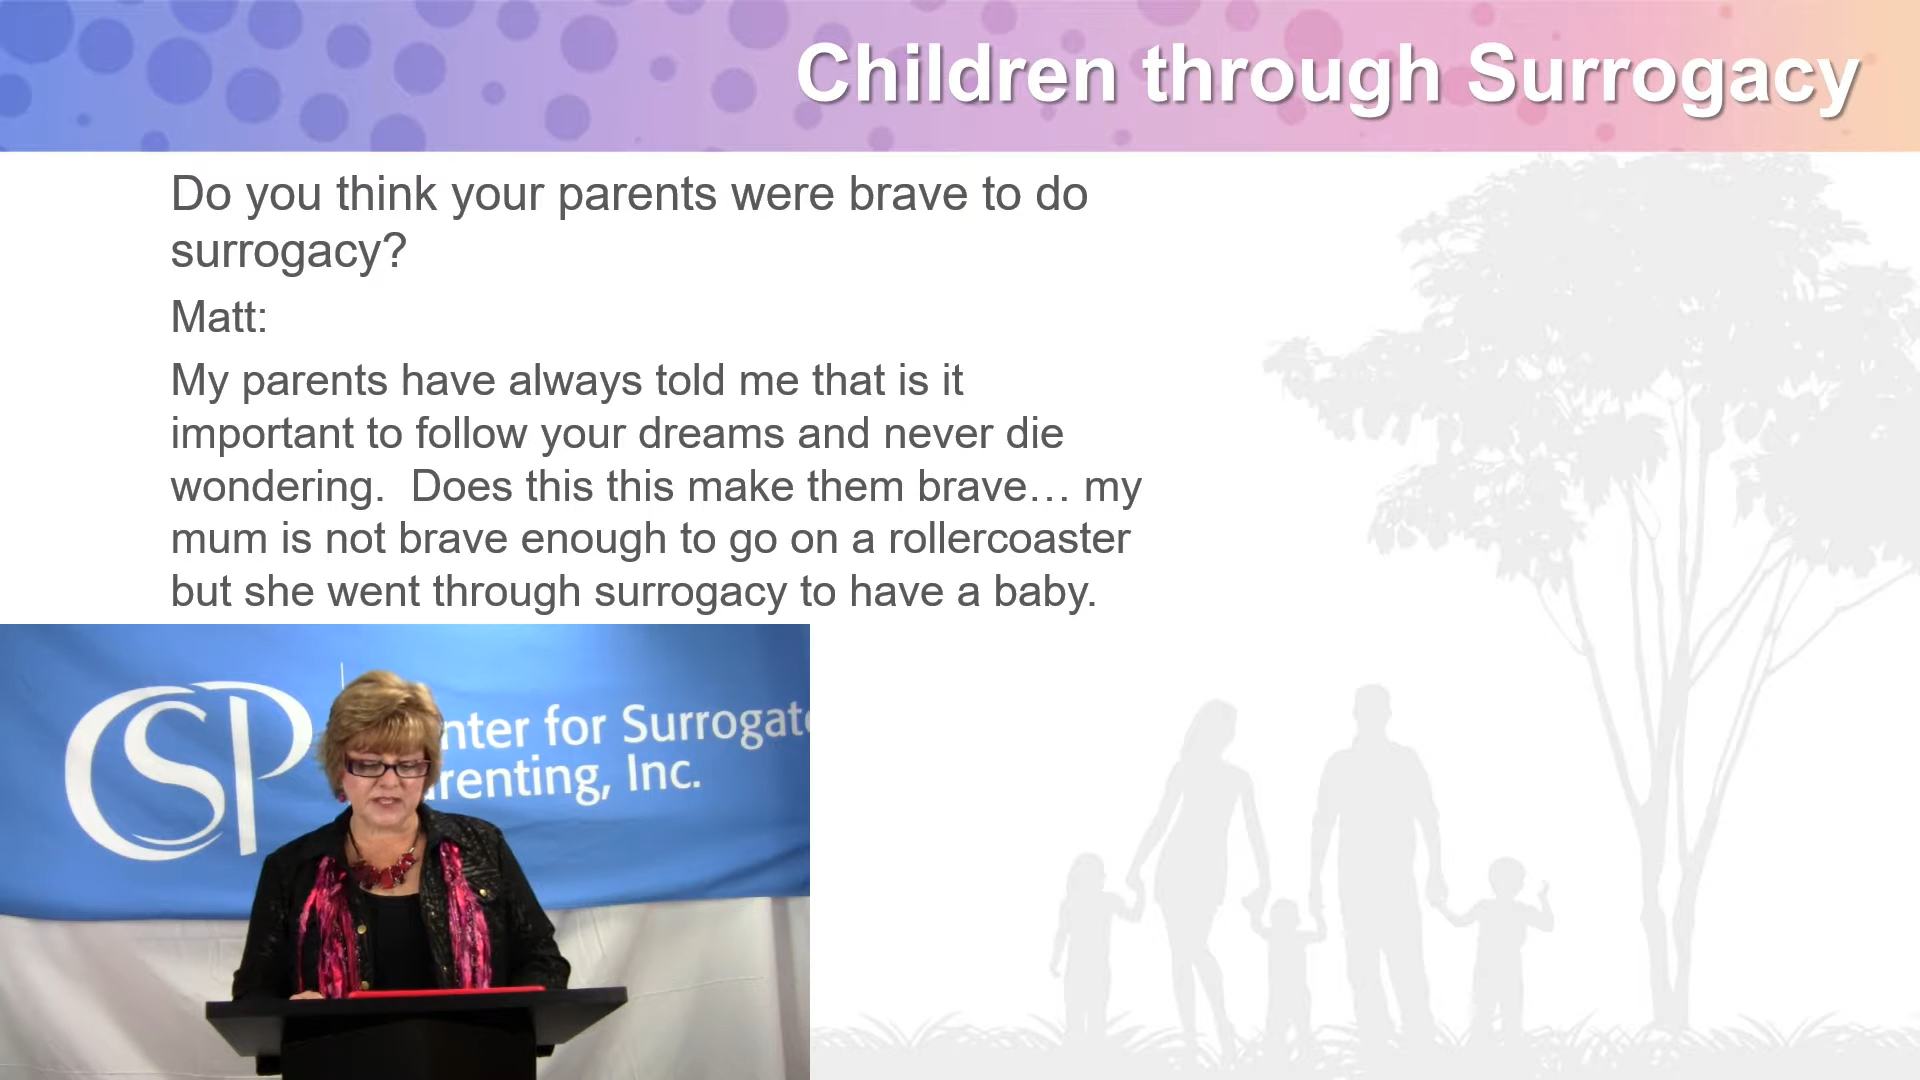 Children through Surrogacy
Do you think your parents were brave to do
surrogacy?
Matt:
My parents have always told me that is it
important to follow your dreams and never die
wondering.  Does this this make them brave… my
mum is not brave enough to go on a rollercoaster
but she went through surrogacy to have a baby.
CSP
nter for Surrogate
renting, Inc.